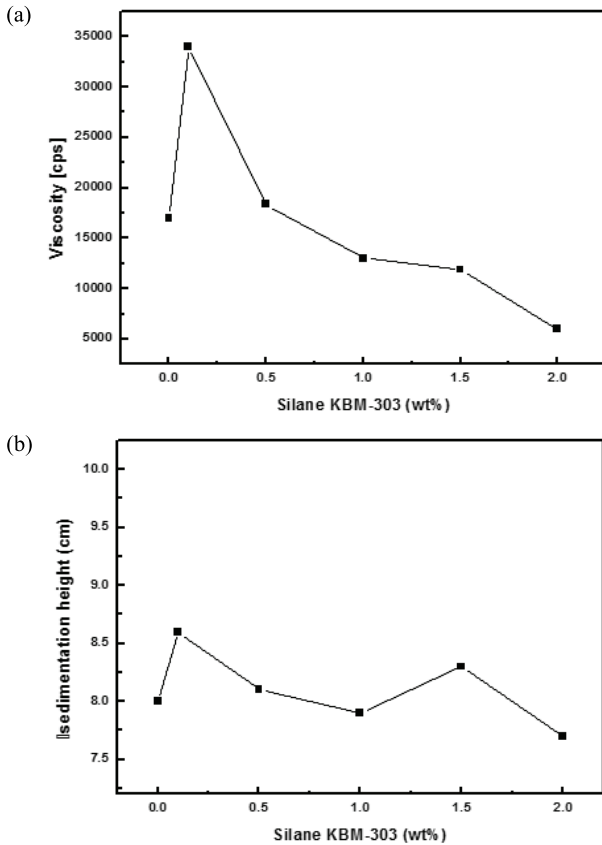 (a)
35000
30000
25000
20000
15000
10000
5000
Viscosity [cps]
0.0 0.5 1.0 1.5 2.0
Silane KBM-303 (wt%)
(b)
10.0
9.5
9.0
8.5
8.0
7.5
sedimentation height (cm)
0.0 0.5 1.0 1.5 2.0
Silane KBM-303 (wt%)